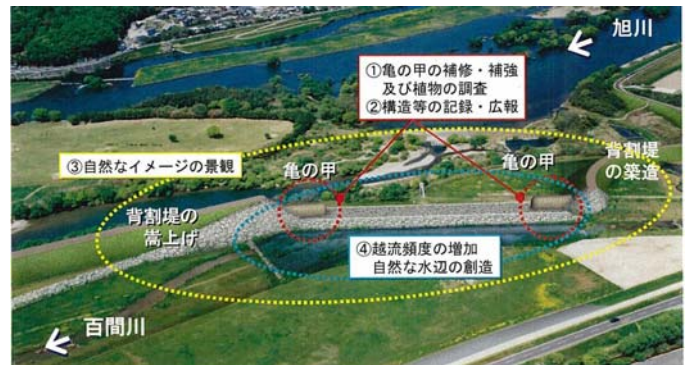 旭川
①亀の甲の補修・補強
及び植物の調査
②構造等の記録・広報
③自然なイメージの景観
亀の甲
亀の甲
背割堤
の築造
背割堤の
嵩上げ
④越流頻度の増加
自然な水辺の創造
百間川